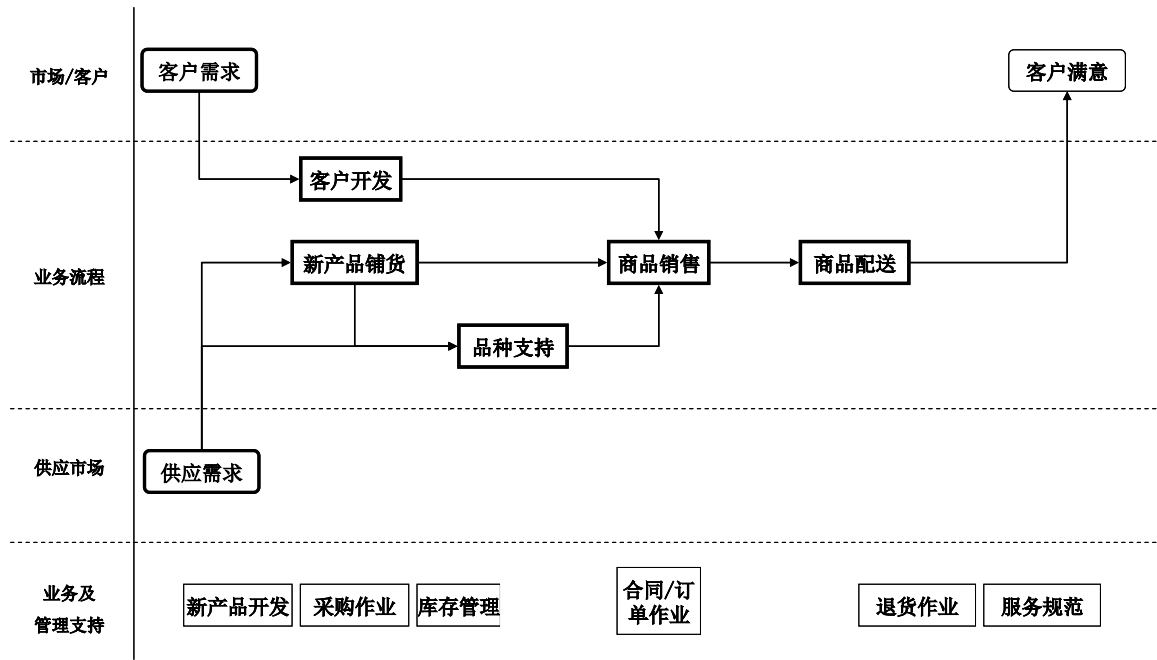 市场/客户
客户需求
客户满意
客户开发
业务流程
新产品铺货
商品销售
商品配送
品种支持
供应市场
供应需求
业务及
管理支持
新产品开发
采购作业
库存管理
合同/订
单作业
退货作业
服务规范